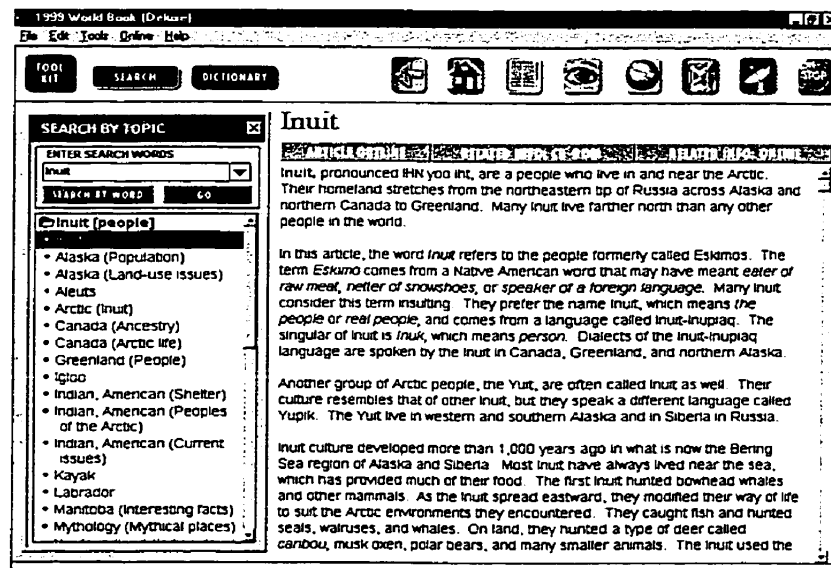 1999 World Book (Deluxe)
File Edit Tools Online Help
TOOL KIT
SEARCH
DICTIONARY
STOP
SEARCH BY TOPIC
ENTER SEARCH WORDS
Inuit
SEARCH BY WORD
GO
Inuit [people]
• Alaska (Population)
• Alaska (Land-use issues)
• Aleuts
• Arctic (Inuit)
• Canada (Ancestry)
• Canada (Arctic life)
• Greenland (People)
• Igloo
• Indian, American (Shelter)
• Indian, American (Peoples
of the Arctic)
• Indian, American (Current
issues)
• Kayak
• Labrador
• Manitoba (Interesting facts)
• Mythology (Mythical places)
Inuit
ARTICLE OUTLINE
RELATED INFO: CD-ROM
RELATED INFO: ONLINE
Inuit, pronounced IHN yoo iht, are a people who live in and near the Arctic.
Their homeland stretches from the northeastern tip of Russia across Alaska and
northern Canada to Greenland. Many Inuit live farther north than any other
people in the world.
In this article, the word Inuit refers to the people formerly called Eskimos. The
term Eskimo comes from a Native American word that may have meant eater of
raw meat, netter of snowshoes, or speaker of a foreign language. Many Inuit
consider this term insulting. They prefer the name Inuit, which means the
people or real people, and comes from a language called Inuit-Inupiaq. The
singular of Inuit is Inuk, which means person. Dialects of the Inuit-Inupiaq
language are spoken by the Inuit in Canada, Greenland, and northern Alaska.
Another group of Arctic people, the Yuit, are often called Inuit as well. Their
culture resembles that of other Inuit, but they speak a different language called
Yupik. The Yuit live in western and southern Alaska and in Siberia in Russia.
Inuit culture developed more than 1,000 years ago in what is now the Bering
Sea region of Alaska and Siberia. Most Inuit have always lived near the sea,
which has provided much of their food. The first Inuit hunted bowhead whales
and other mammals. As the Inuit spread eastward, they modified their way of life
to suit the Arctic environments they encountered. They caught fish and hunted
seals, walruses, and whales. On land, they hunted a type of deer called
caribou, musk oxen, polar bears, and many smaller animals. The Inuit used the